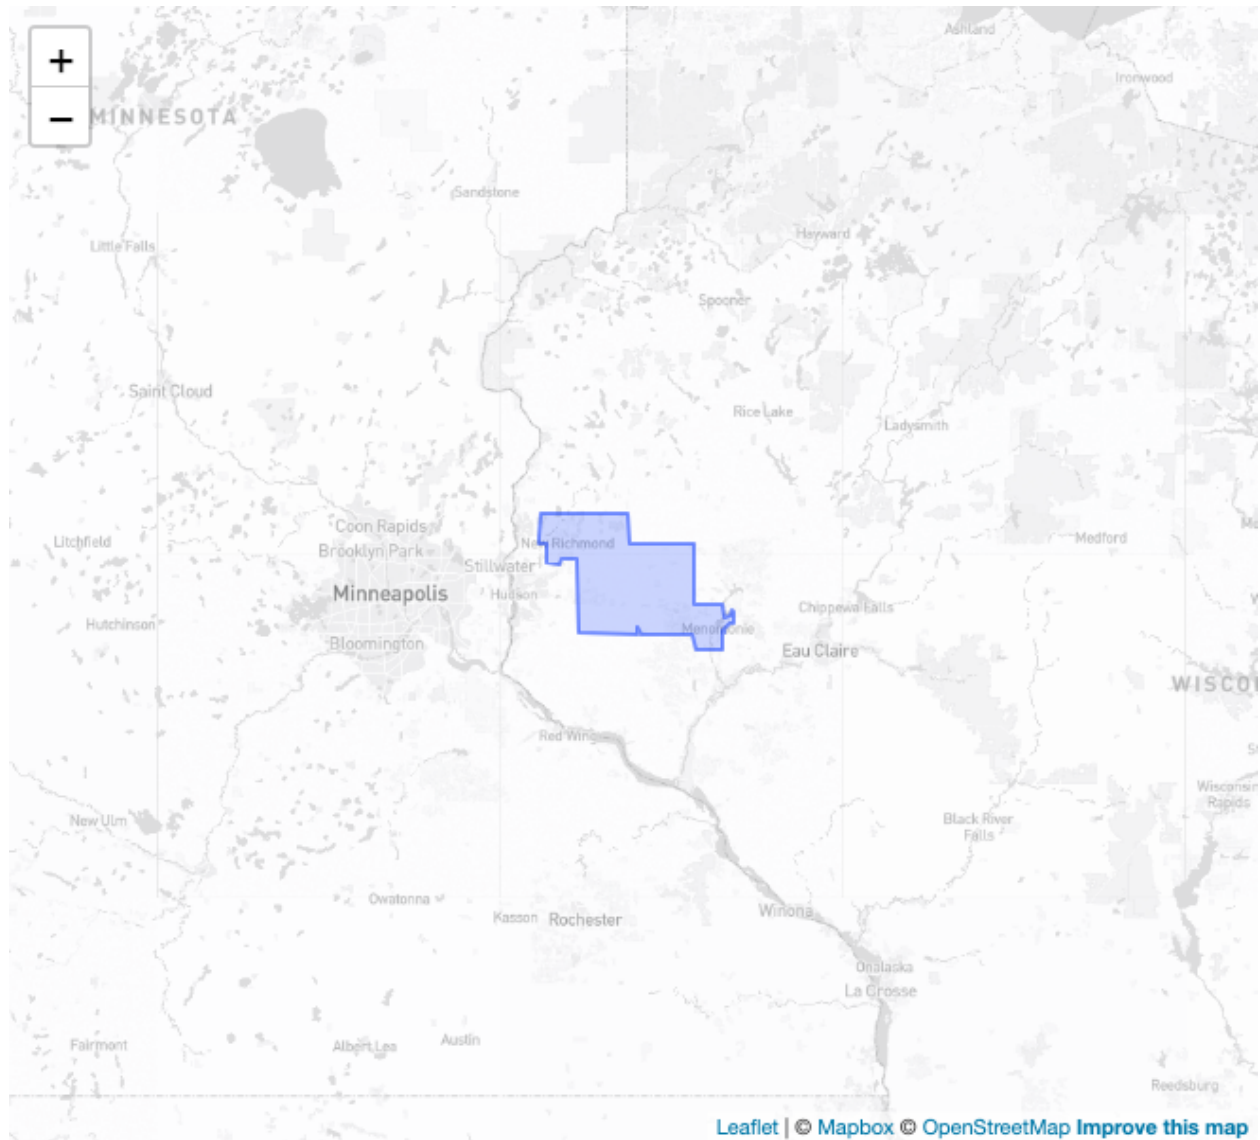 +
−
Ashland
Ironwood
MINNESOTA
Sandstone
Little Falls
Hayward
Spooner
Saint Cloud
Rice Lake
Ladysmith
Coon Rapids
Litchfield
Brooklyn Park
New Richmond
Medford
Stillwater
Minneapolis
Hudson
Chippewa Falls
Hutchinson
Menomonie
Bloomington
Eau Claire
WISCO
Red Wing
Wisconsin
Rapids
New Ulm
Black River
Falls
Owatonna
Kasson
Rochester
Winona
Onalaska
La Crosse
Fairmont
Albert Lea
Austin
Reedsburg
Leaflet | © Mapbox © OpenStreetMap Improve this map